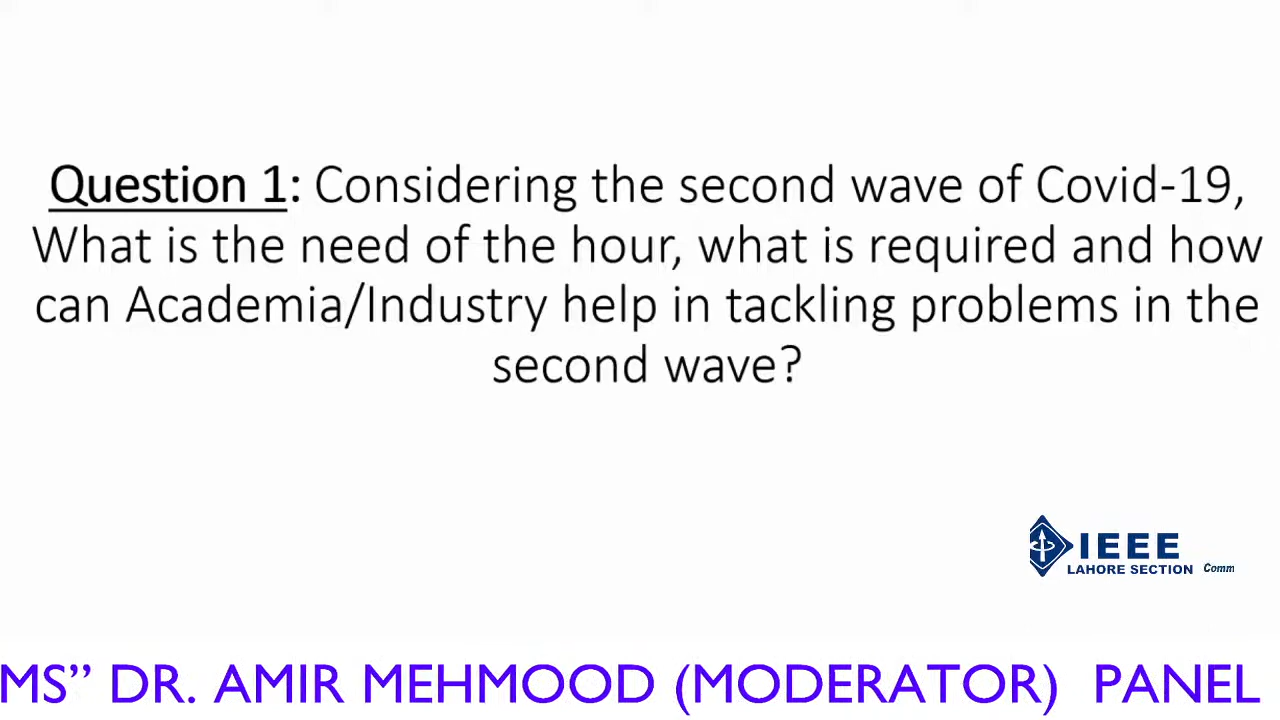 Question 1: Considering the second wave of Covid-19,
What is the need of the hour, what is required and how
can Academia/Industry help in tackling problems in the
second wave?
IEEE
LAHORE SECTION Comm
MS” DR. AMIR MEHMOOD (MODERATOR) PANEL